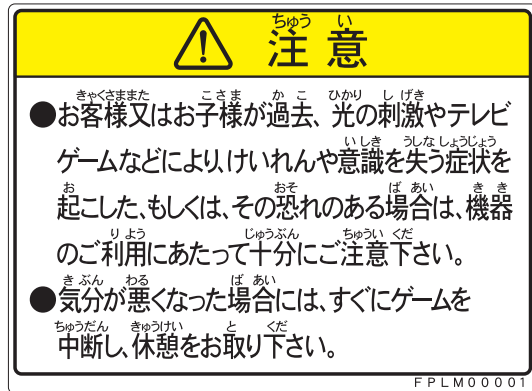 ⚠ 注意
●お客様又はお子様が過去、光の刺激やテレビ
ゲームなどにより、けいれんや意識を失う症状を
起こした、もしくは、その恐れのある場合は、機器
のご利用にあたって十分にご注意下さい。
●気分が悪くなった場合には、すぐにゲームを
中断し、休憩をお取り下さい。
FPLM00001